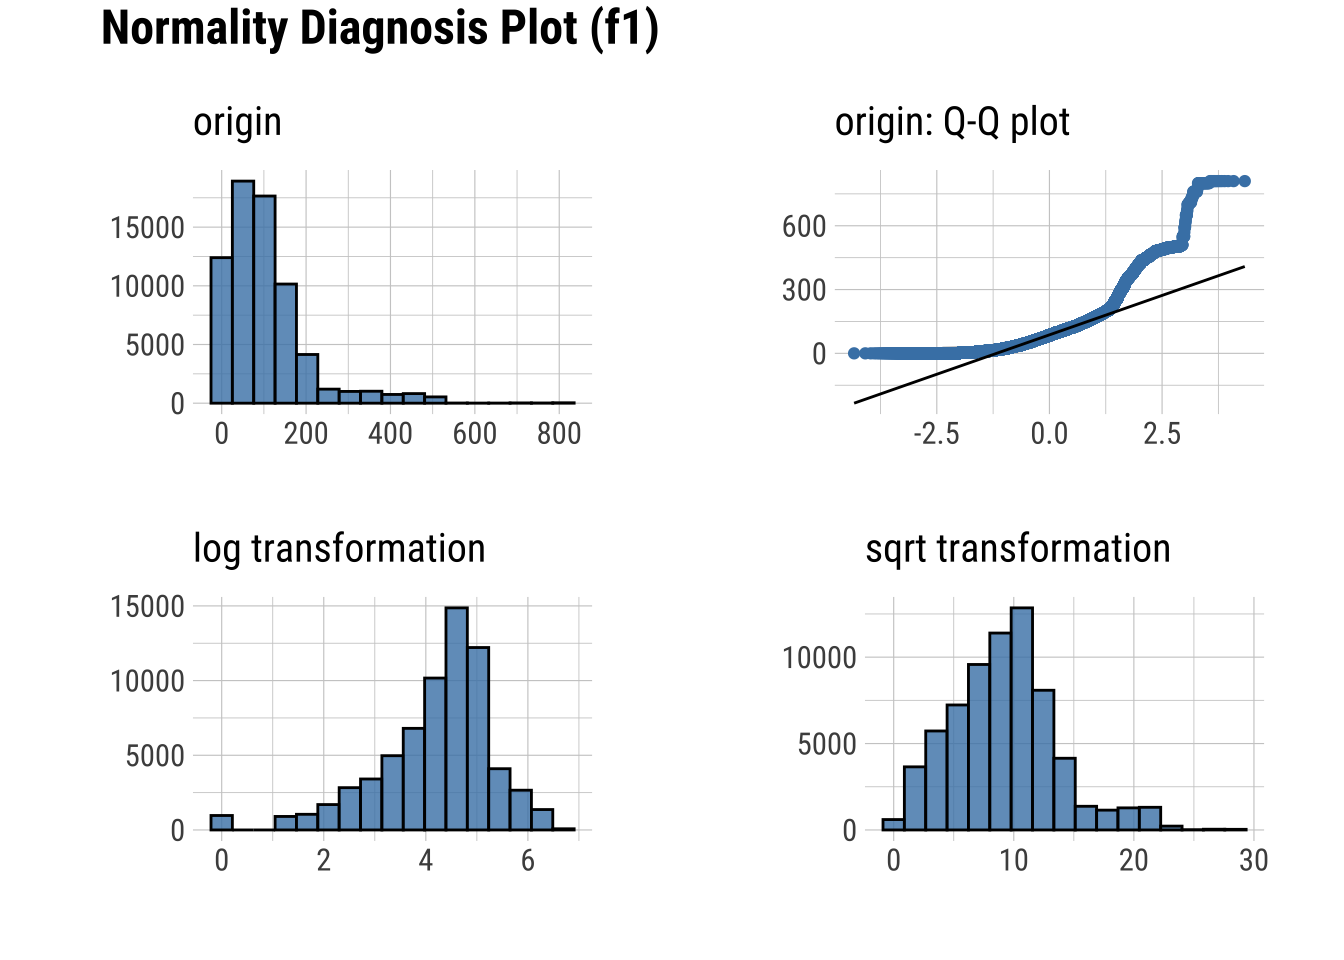 Normality Diagnosis Plot (f1)
origin
15000
10000
5000
0
0 200 400 600 800
origin: Q-Q plot
600
300
0
-2.5 0.0 2.5
log transformation
15000
10000
5000
0
0 2 4 6
sqrt transformation
10000
5000
0
0 10 20 30